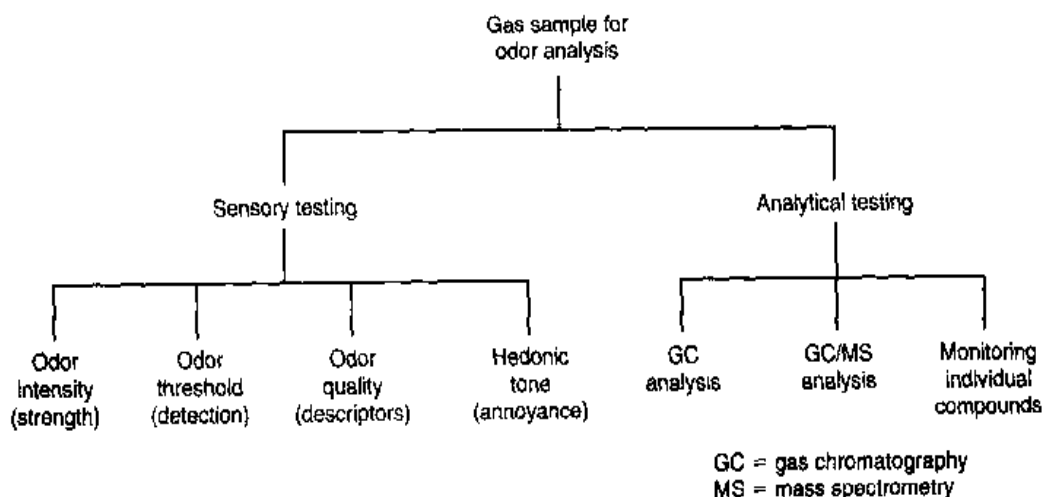 Gas sample for
odor analysis
Sensory testing
Analytical testing
Odor
intensity
(strength)
Odor
threshold
(detection)
Odor
quality
(descriptors)
Hedonic
tone
(annoyance)
GC
analysis
GC/MS
analysis
Monitoring
individual
compounds
GC = gas chromatography
MS = mass spectrometry